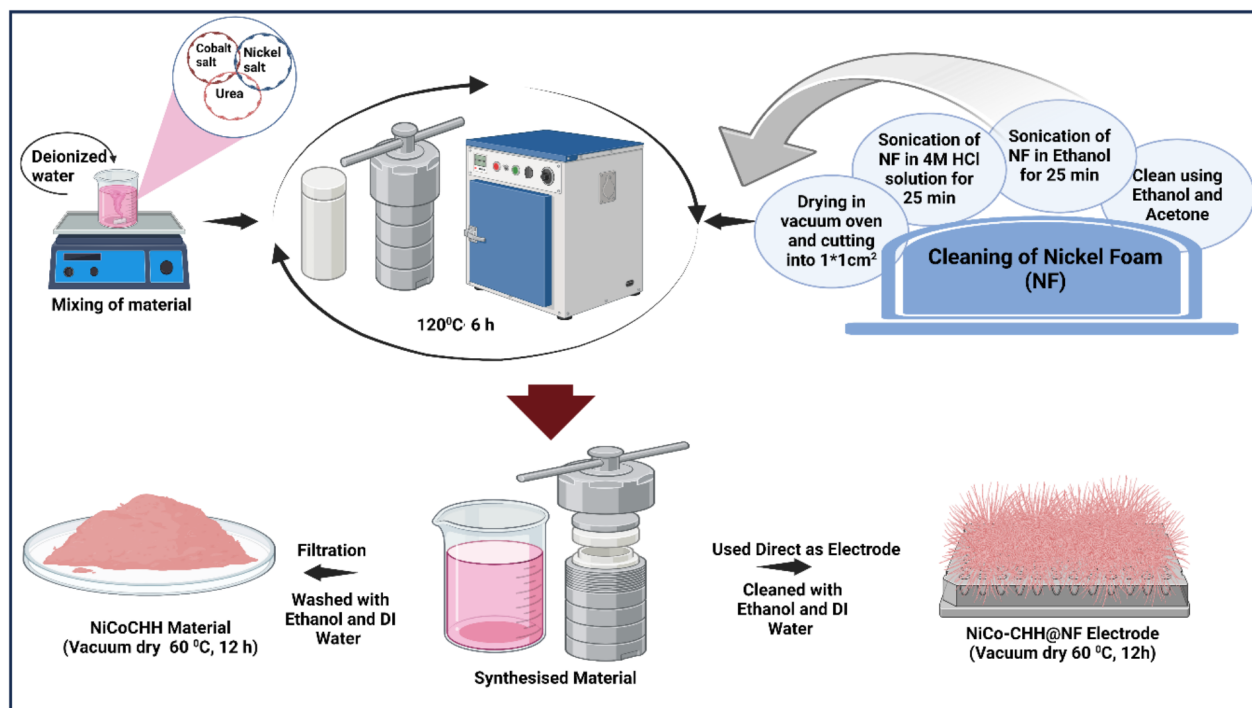 Cobalt
salt
Nickel
salt
Urea
Deionized
water
Mixing of material
120⁰C· 6 h
Sonication of
NF in 4M HCl
solution for
25 min
Sonication of
NF in Ethanol
for 25 min
Clean using
Ethanol and
Acetone
Drying in
vacuum oven
and cutting
into 1*1cm²
Cleaning of Nickel Foam
(NF)
NiCoCHH Material
(Vacuum dry 60 ⁰C, 12 h)
Filtration
Washed with
Ethanol and DI
Water
Synthesised Material
Used Direct as Electrode
Cleaned with
Ethanol and DI
Water
NiCo-CHH@NF Electrode
(Vacuum dry 60 ⁰C, 12h)